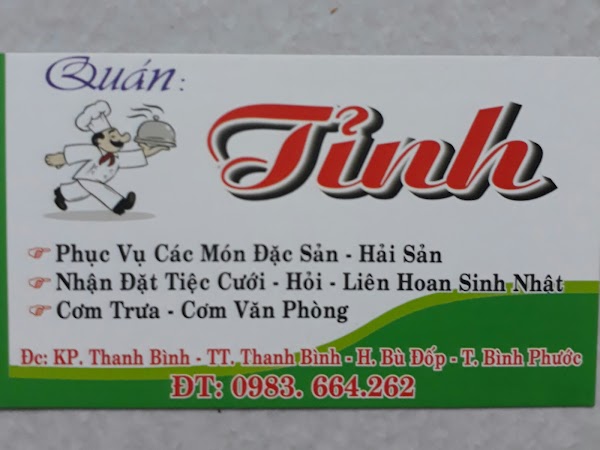 Quán:
Tỉnh
Phục Vụ Các Món Đặc Sản - Hải Sản
Nhận Đặt Tiệc Cưới - Hỏi - Liên Hoan Sinh Nhật
Cơm Trưa - Cơm Văn Phòng
Đc: KP. Thanh Bình - TT. Thanh Bình - H. Bù Đốp - T. Bình Phước
ĐT: 0983. 664.262